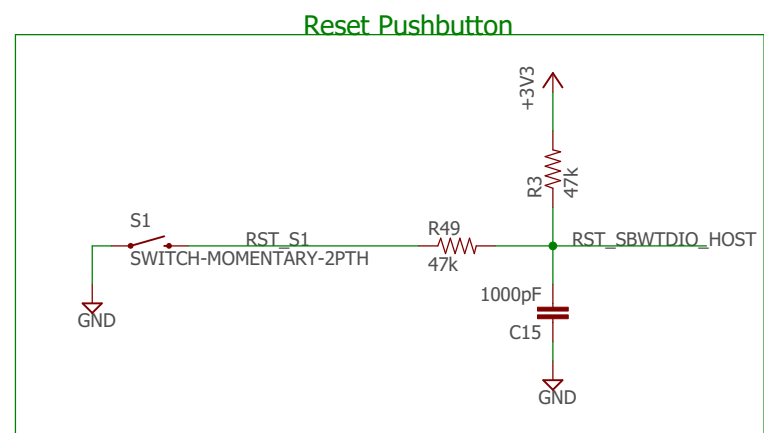 Reset Pushbutton
+3V3
R3
47k
S1
RST_S1
SWITCH-MOMENTARY-2PTH
R49
47k
RST_SBWTDIO_HOST
GND
1000pF
C15
GND